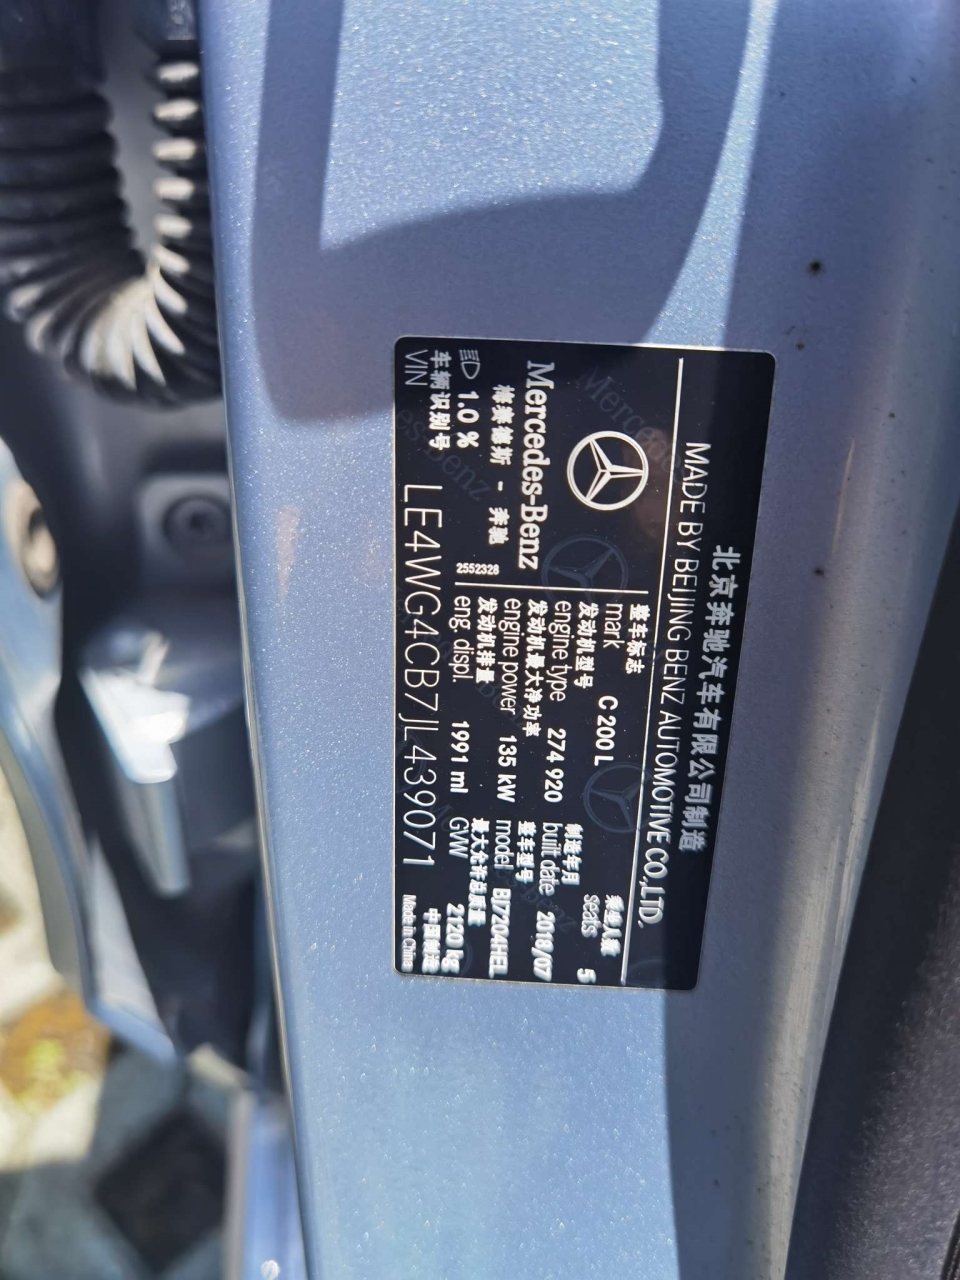 北京奔驰汽车有限公司制造
MADE BY BEIJING BENZ AUTOMOTIVE CO.,LTD.
Mercedes-Benz
梅赛德斯 - 奔驰
1.0 %
2552328
整车标志
mark C 200 L
乘坐人数
seats 5
发动机型号
engine type 274 920
制造年月
built date 2018/07
发动机最大净功率
engine power 135 kW
整车型号
model BJ7204HEL
发动机排量
eng. displ. 1991 ml
最大允许总质量
GVW 2120 kg
车辆识别号
VIN LE4WG4CB7JL439071
中国制造
Made in China